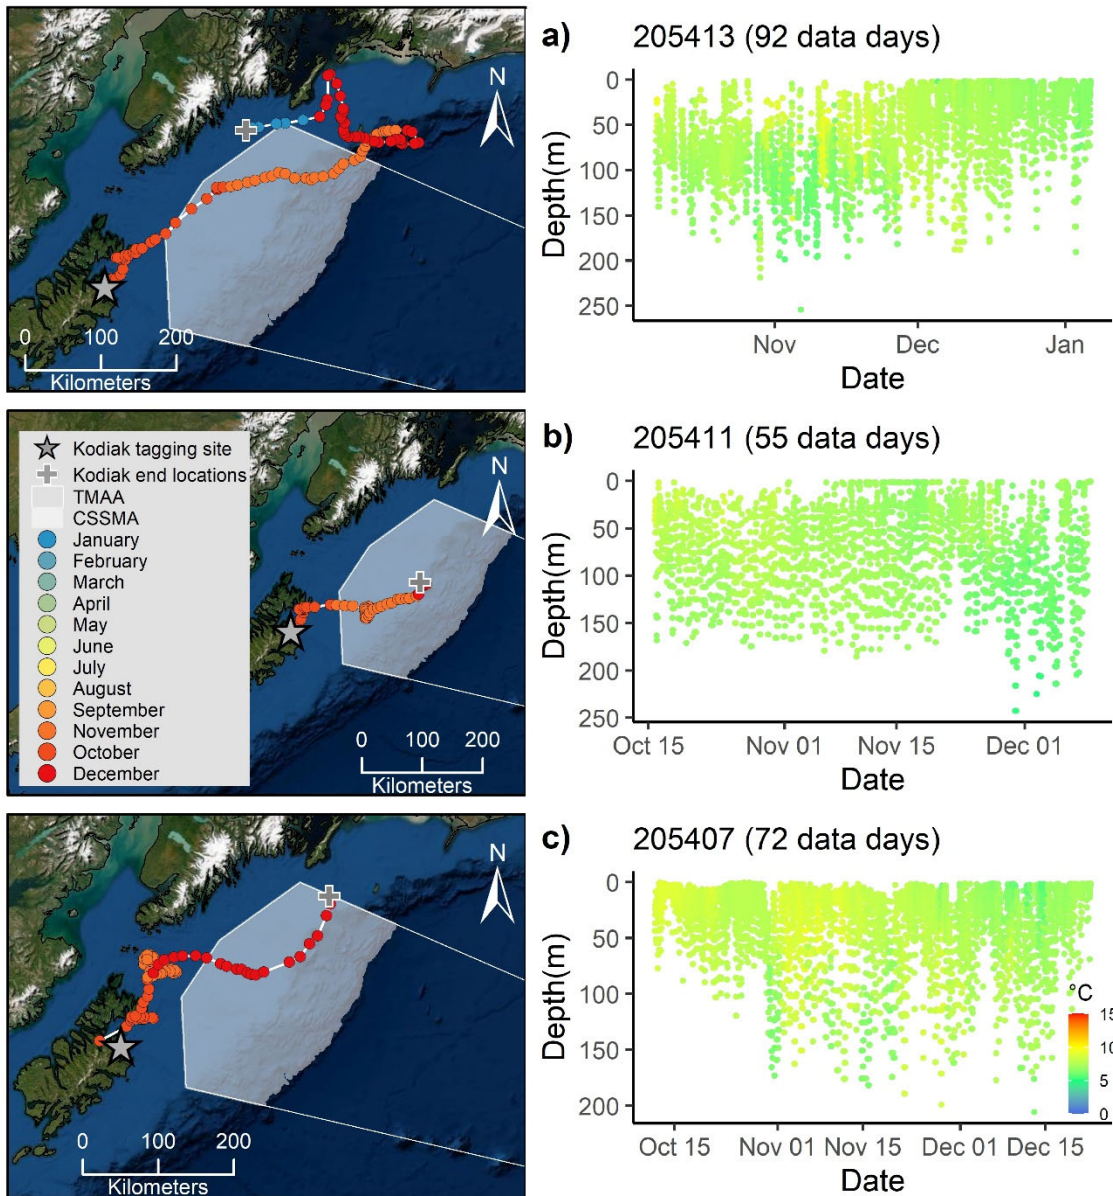 N
0
100
200
Kilometers
a)
205413 (92 data days)
0
50
100
150
200
250
Depth(m)
Nov
Dec
Jan
Date
Kodiak tagging site
Kodiak end locations
TMAA
CSSMA
January
February
March
April
May
June
July
August
September
November
October
December
N
0
100
200
Kilometers
b)
205411 (55 data days)
0
50
100
150
200
250
Depth(m)
Oct 15
Nov 01
Nov 15
Dec 01
Date
N
0
100
200
Kilometers
c)
205407 (72 data days)
0
50
100
150
200
Depth(m)
°C
15
10
5
0
Oct 15
Nov 01
Nov 15
Dec 01
Dec 15
Date